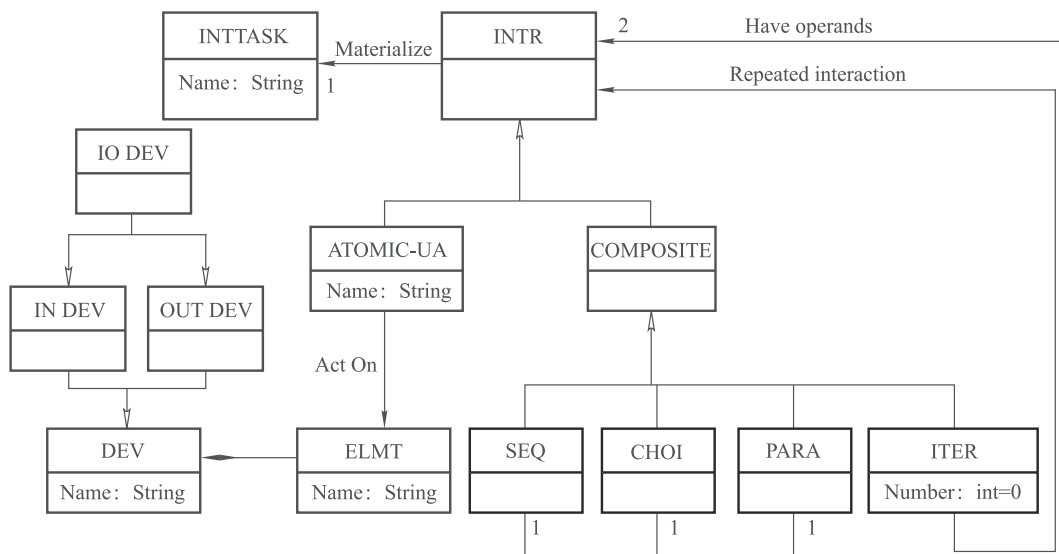 INTTASK
INTR
2
Have operands
Materialize
Name: String
1
Repeated interaction
IO DEV
ATOMIC-UA
COMPOSITE
Name: String
IN DEV
OUT DEV
Act On
DEV
ELMT
SEQ
CHOI
PARA
ITER
Name: String
Name: String
Number: int=0
1
1
1